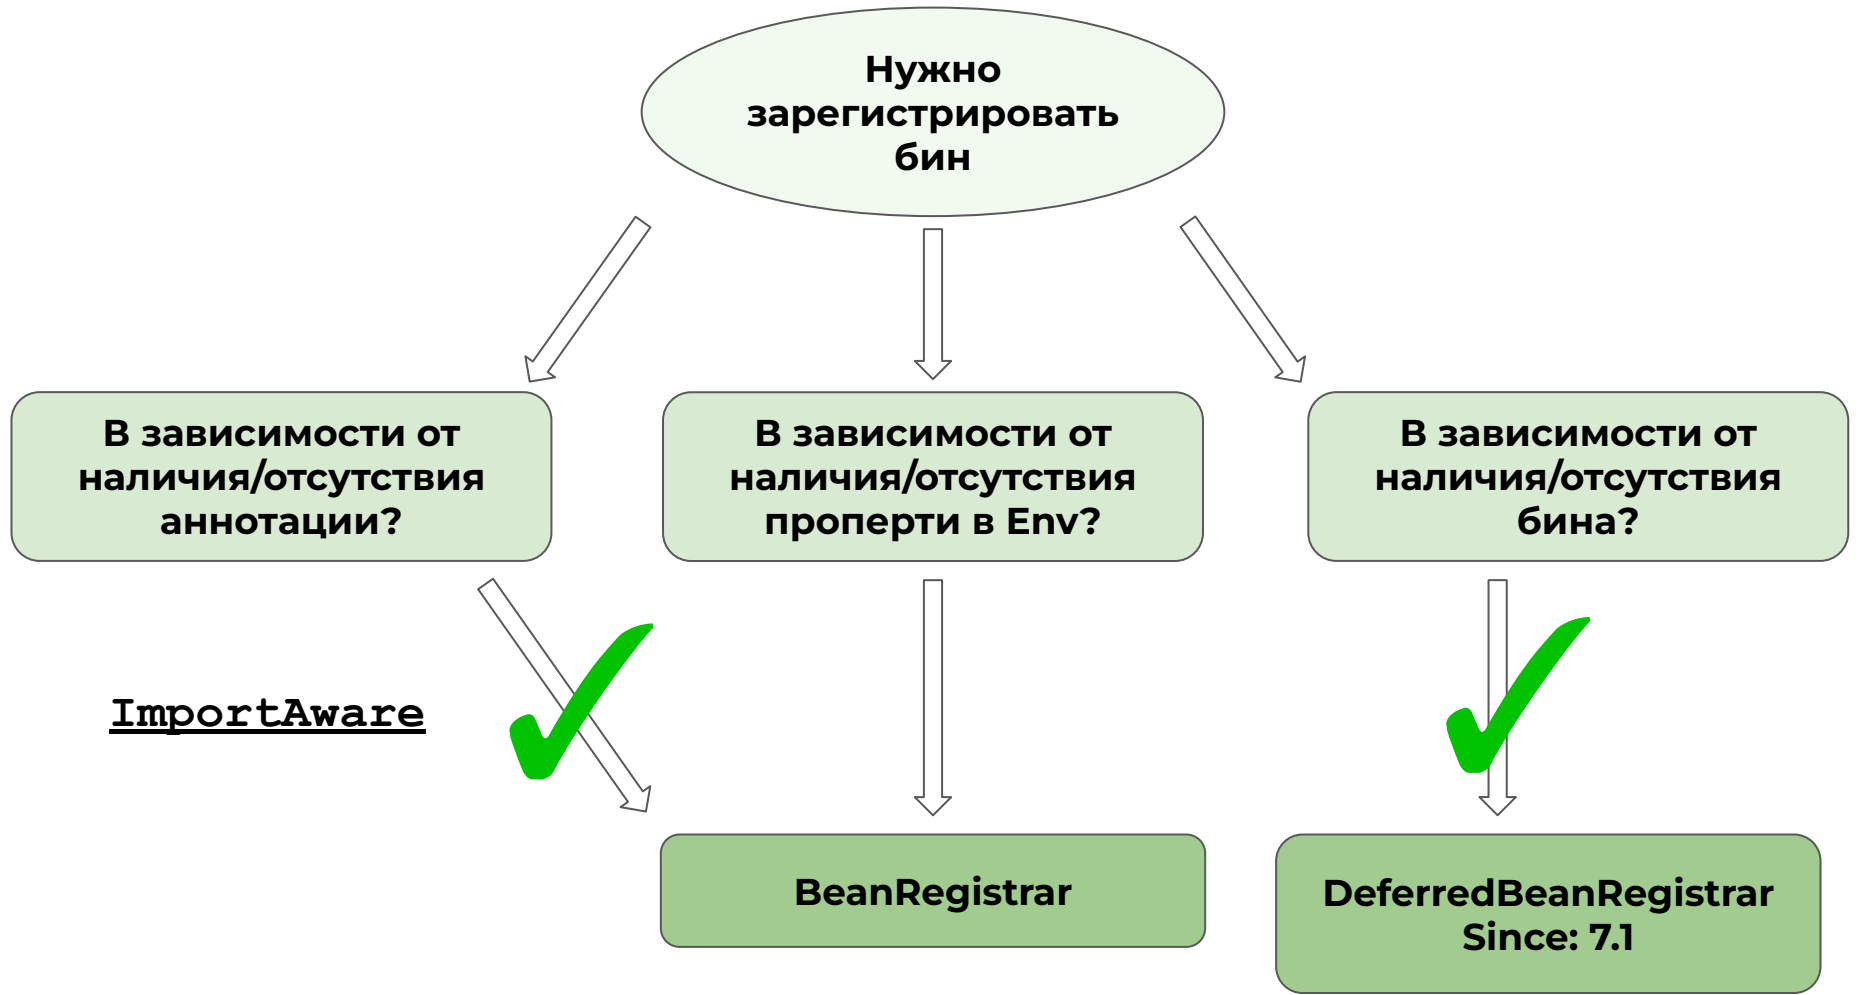 Нужно
зарегистрировать
бин
В зависимости от
наличия/отсутствия
аннотации?
В зависимости от
наличия/отсутствия
проперти в Env?
В зависимости от
наличия/отсутствия
бина?
ImportAware
BeanRegistrar
DeferredBeanRegistrar
Since: 7.1